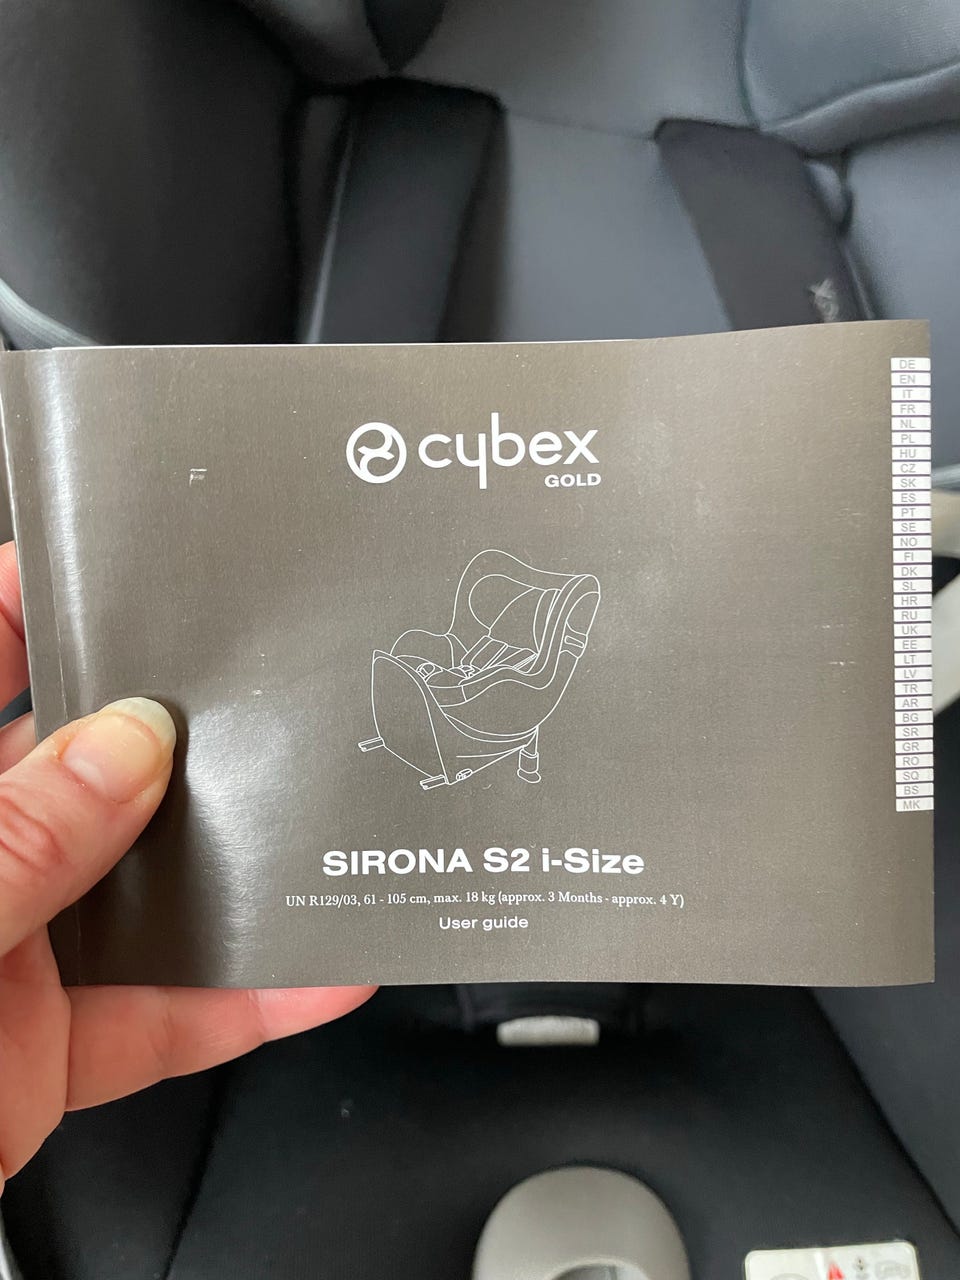 cybex
GOLD
SIRONA S2 i-Size
UN R129/03, 61 - 105 cm, max. 18 kg (approx. 3 Months - approx. 4 Y)
User guide
DE
EN
IT
FR
NL
PL
HU
CZ
SK
ES
PT
SE
NO
FI
DK
SL
HR
RU
UK
EE
LT
LV
TR
AR
BG
SR
GR
RO
SQ
BS
MK